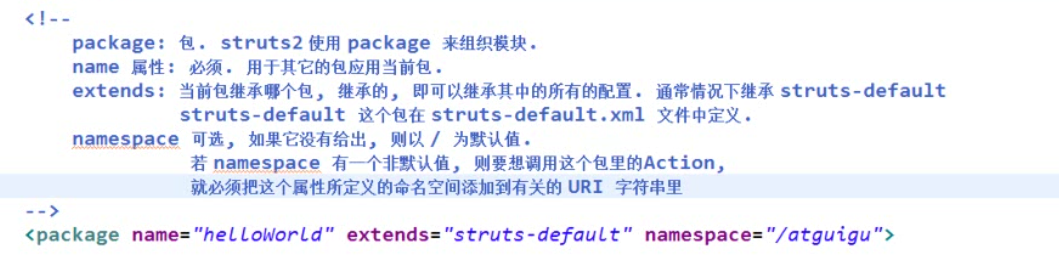 <!--
package: 包. struts2 使用 package 来组织模块.
name 属性: 必须. 用于其它的包应用当前包.
extends: 当前包继承哪个包, 继承的, 即可以继承其中的所有的配置. 通常情况下继承 struts-default
struts-default 这个包在 struts-default.xml 文件中定义.
namespace 可选, 如果它没有给出, 则以 / 为默认值.
若 namespace 有一个非默认值, 则要想调用这个包里的Action,
就必须把这个属性所定义的命名空间添加到有关的 URI 字符串里
-->
<package name="helloWorld" extends="struts-default" namespace="/atguigu">